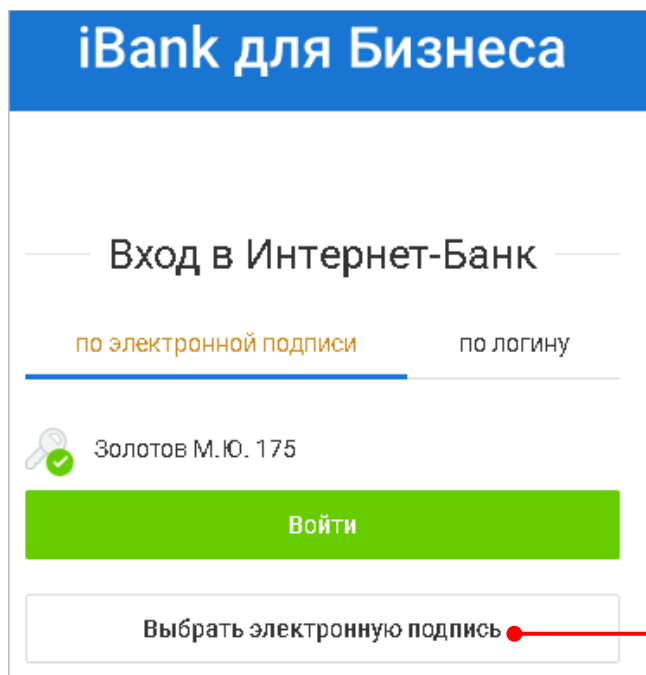 iBank для Бизнеса
Вход в Интернет-Банк
по электронной подписи
по логину
Золотов М.Ю. 175
Войти
Выбрать электронную подпись